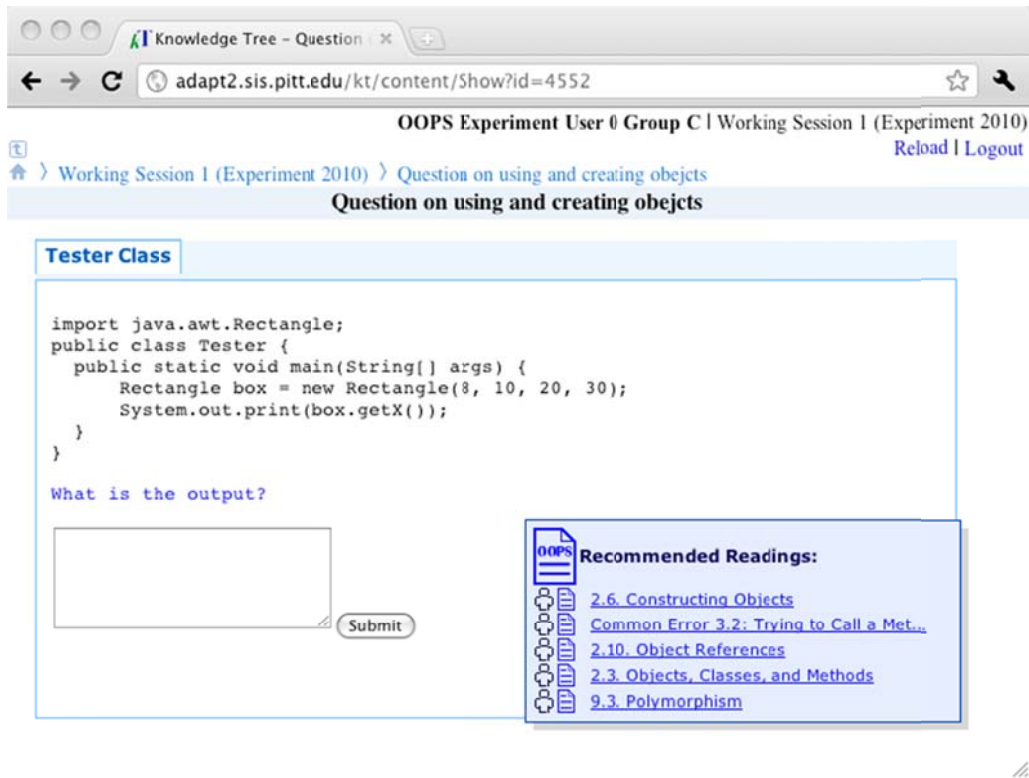 Knowledge Tree – Question
adapt2.sis.pitt.edu/kt/content/Show?id=4552
OOPS Experiment User 0 Group C | Working Session 1 (Experiment 2010)
Reload | Logout
〉 Working Session 1 (Experiment 2010) 〉 Question on using and creating obejcts
Question on using and creating obejcts
Tester Class
import java.awt.Rectangle;
public class Tester {
public static void main(String[] args) {
Rectangle box = new Rectangle(8, 10, 20, 30);
System.out.print(box.getX());
}
}
What is the output?
Submit
OOPS Recommended Readings:
2.6. Constructing Objects
Common Error 3.2: Trying to Call a Met...
2.10. Object References
2.3. Objects, Classes, and Methods
9.3. Polymorphism